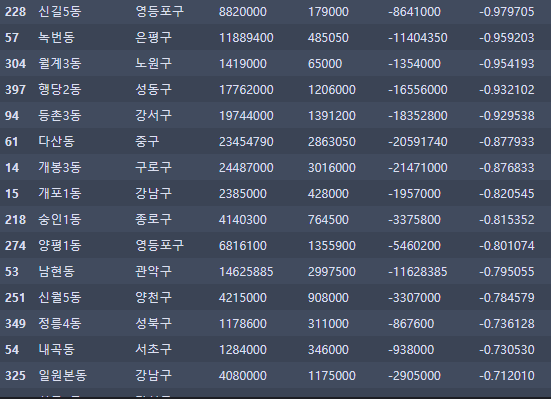 228 신길5동 영등포구 8820000 179000 -8641000 -0.979705
57 녹번동 은평구 11889400 485050 -11404350 -0.959203
304 월계3동 노원구 1419000 65000 -1354000 -0.954193
397 행당2동 성동구 17762000 1206000 -16556000 -0.932102
94 등촌3동 강서구 19744000 1391200 -18352800 -0.929538
61 다산동 중구 23454790 2863050 -20591740 -0.877933
14 개봉3동 구로구 24487000 3016000 -21471000 -0.876833
15 개포1동 강남구 2385000 428000 -1957000 -0.820545
218 숭인1동 종로구 4140300 764500 -3375800 -0.815352
274 양평1동 영등포구 6816100 1355900 -5460200 -0.801074
53 남현동 관악구 14625885 2997500 -11628385 -0.795055
251 신월5동 양천구 4215000 908000 -3307000 -0.784579
349 정릉4동 성북구 1178600 311000 -867600 -0.736128
54 내곡동 서초구 1284000 346000 -938000 -0.730530
325 일원본동 강남구 4080000 1175000 -2905000 -0.712010